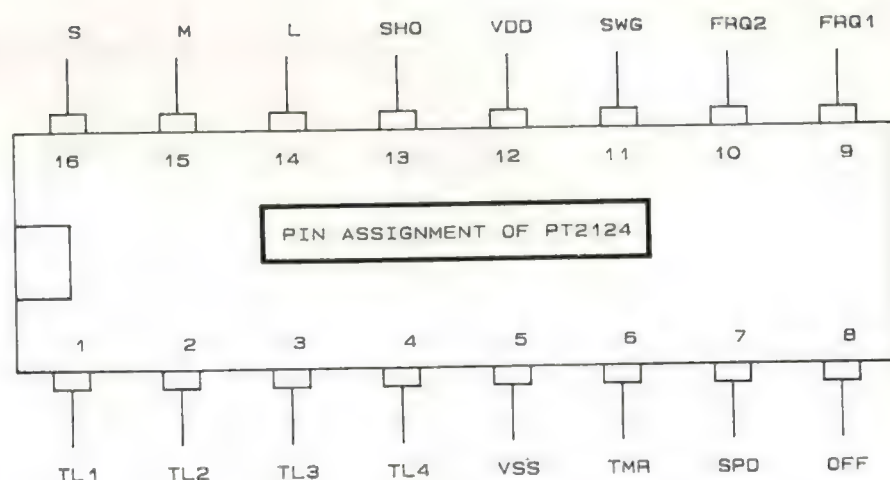 S M L SHO VDD SWG FRQ2 FRQ1
16 15 14 13 12 11 10 9
PIN ASSIGNMENT OF PT2124
1 2 3 4 5 6 7 8
TL1 TL2 TL3 TL4 VSS TMR SPD OFF